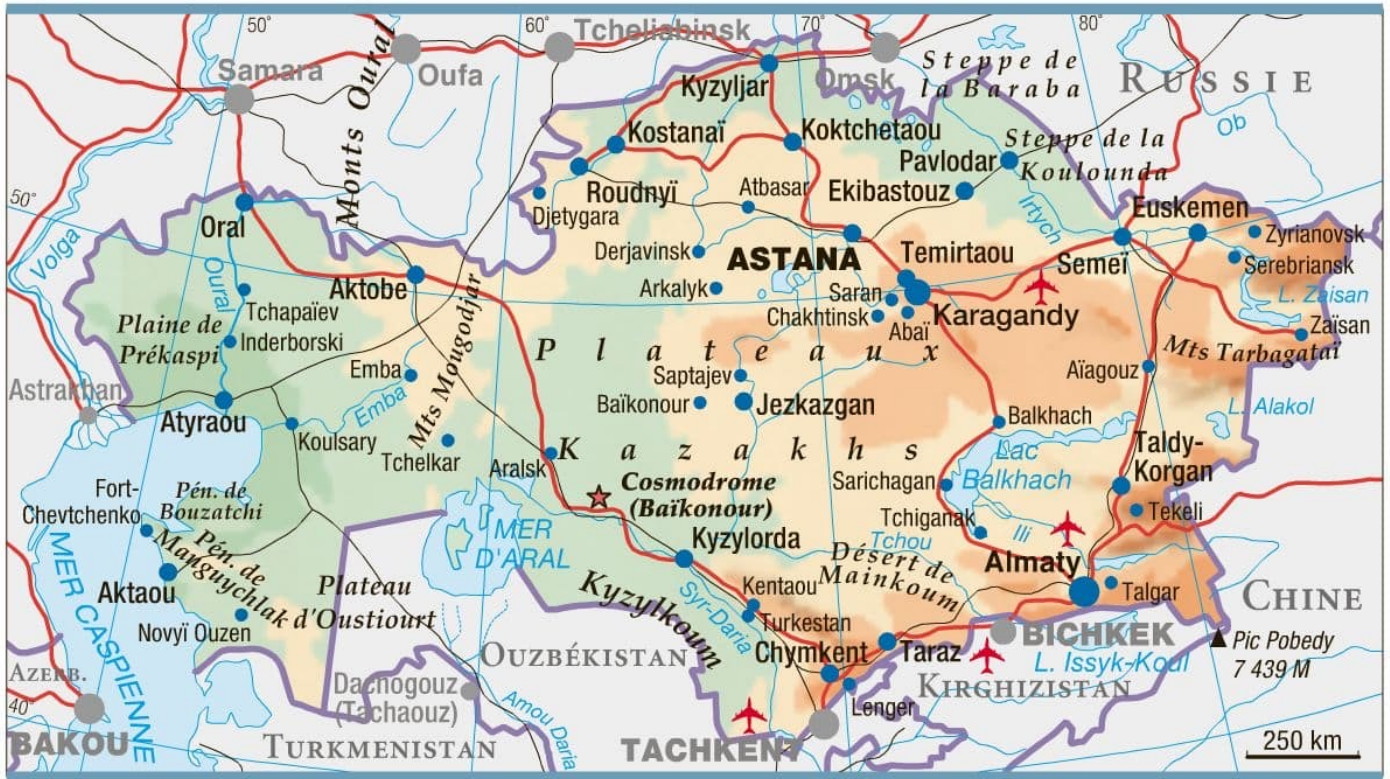 50°
60°
70°
80°
Tcheliabinsk
Samara
Oufa
Monts Oural
Omsk
Steppe de
la Baraba
RUSSIE
Ob
Kyzyljar
Kostanaï
Koktchetaou
Steppe de la
Koulounda
Pavlodar
Roudnyï
Atbasar
Ekibastouz
Djetygara
Irtych
Euskemen
50°
Oral
Volga
Zyrianovsk
Derjavinsk
ASTANA
Temirtaou
Semeï
Serebriansk
Oural
Aktobe
Arkalyk
Saran
L. Zaïsan
Tchapaïev
Chakhtinsk
Abaï
Karagandy
Zaïsan
Plaine de
Prékaspi
Inderborski
Mts Mougodjar
Plateaux
Mts Tarbagataï
Emba
Saptajev
Aïagouz
Astrakhan
Emba
Baïkonour
Jezkazgan
Balkhach
L. Alakol
Atyraou
Koulsary
Tchelkar
Aralsk
Kazakhs
Lac
Balkhach
Taldy-
Korgan
Fort-
Chevtchenko
Pén. de
Bouzatchi
Cosmodrome
(Baïkonour)
Sarichagan
MER
D'ARAL
Tchiganak
Tekeli
Kyzylorda
Tchou
Ili
MER CASPIENNE
Pén. de
Manguychlak
Plateau
d'Oustiourt
Désert de
Mainkoum
Almaty
Aktaou
Kyzylkoum
Kentaou
Talgar
CHINE
Novyï Ouzen
Syr-Daria
Turkestan
BICHKEK
Pic Pobedy
7 439 M
OUZBÉKISTAN
Chymkent
Taraz
L. Issyk-Koul
AZERB.
Dachogouz
(Tachaouz)
KIRGHIZISTAN
40°
Amou Daria
Lenger
BAKOU
TURKMENISTAN
TACHKENT
250 km